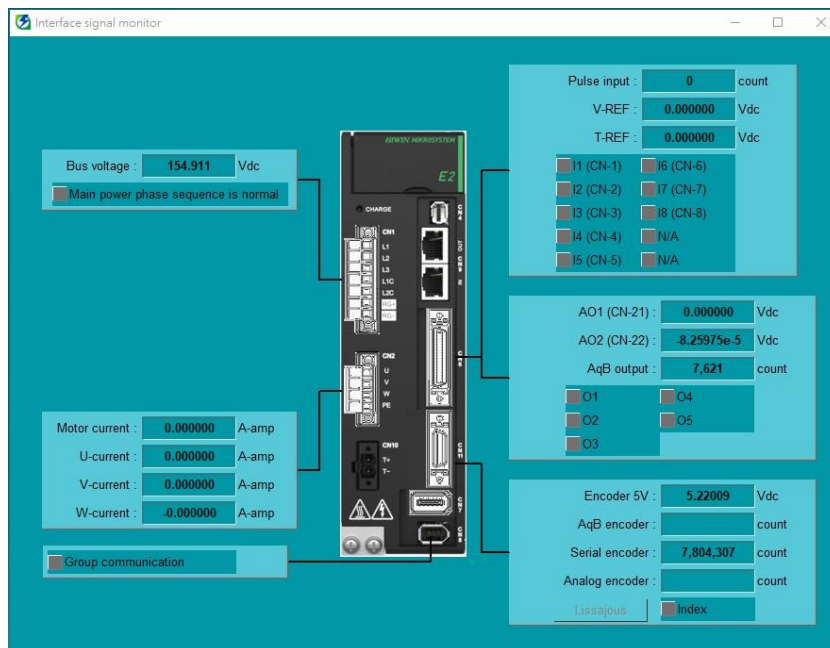 Interface signal monitor
Pulse input : 0 count
V-REF : 0.000000 Vdc
T-REF : 0.000000 Vdc
I1 (CN-1) I6 (CN-6)
I2 (CN-2) I7 (CN-7)
I3 (CN-3) I8 (CN-8)
I4 (CN-4) N/A
I5 (CN-5) N/A
Bus voltage : 154.911 Vdc
Main power phase sequence is normal
HIWIN MIKROSYSTEM
E2
CHARGE
CN1
L1
L2
L3
L1C
L2C
RG+
RG-
CN2
U
V
W
PE
CN10
T+
T-
OUT
IN
AO1 (CN-21) : 0.000000 Vdc
AO2 (CN-22) : -8.25975e-5 Vdc
AqB output : 7,621 count
O1 O4
O2 O5
O3
Motor current : 0.000000 A-amp
U-current : 0.000000 A-amp
V-current : 0.000000 A-amp
W-current : -0.000000 A-amp
Group communication
Encoder 5V : 5.22009 Vdc
AqB encoder : count
Serial encoder : 7,804,307 count
Analog encoder : count
Lissajous Index